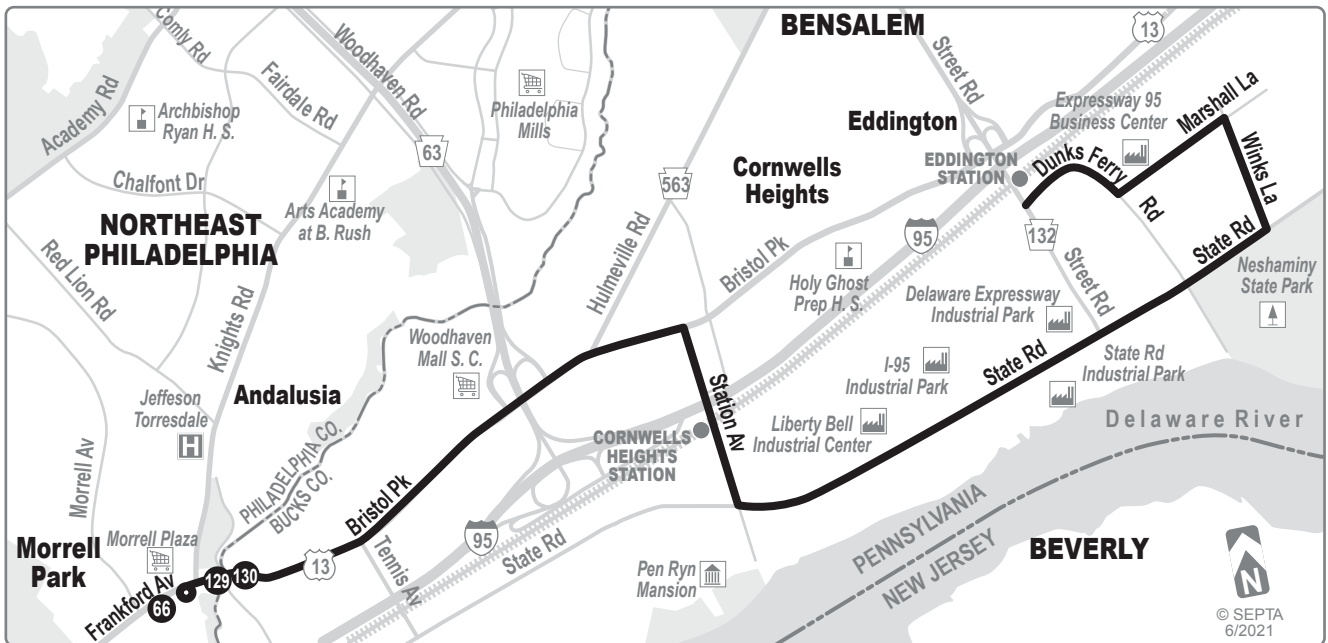 BENSALEM
13
Comly Rd
Woodhaven Rd
Street Rd
Academy Rd
Fairdale Rd
Archbishop
Ryan H. S.
Philadelphia
Mills
Expressway 95
Business Center
Marshall La
63
Eddington
Chalfont Dr
563
Cornwells
Heights
EDDINGTON
STATION
Dunks Ferry
Rd
Winks La
Arts Academy
at B. Rush
NORTHEAST
PHILADELPHIA
Red Lion Rd
Knights Rd
Hulmeville Rd
Bristol Pk
95
132
Street Rd
State Rd
Holy Ghost
Prep H. S.
Neshaminy
State Park
Delaware Expressway
Industrial Park
Woodhaven
Mall S. C.
I-95
Industrial Park
State Rd
State Rd
Industrial Park
Jeffeson
Torresdale
H
Andalusia
Station Av
Liberty Bell
Industrial Center
Delaware River
PHILADELPHIA CO.
BUCKS CO.
CORNWELLS
HEIGHTS
STATION
Morrell Av
Bristol Pk
PENNSYLVANIA
NEW JERSEY
Morrell
Park
Morrell Plaza
95
State Rd
BEVERLY
129
130
13
Tennis Av
Pen Ryn
Mansion
Frankford Av
66
N
© SEPTA
6/2021